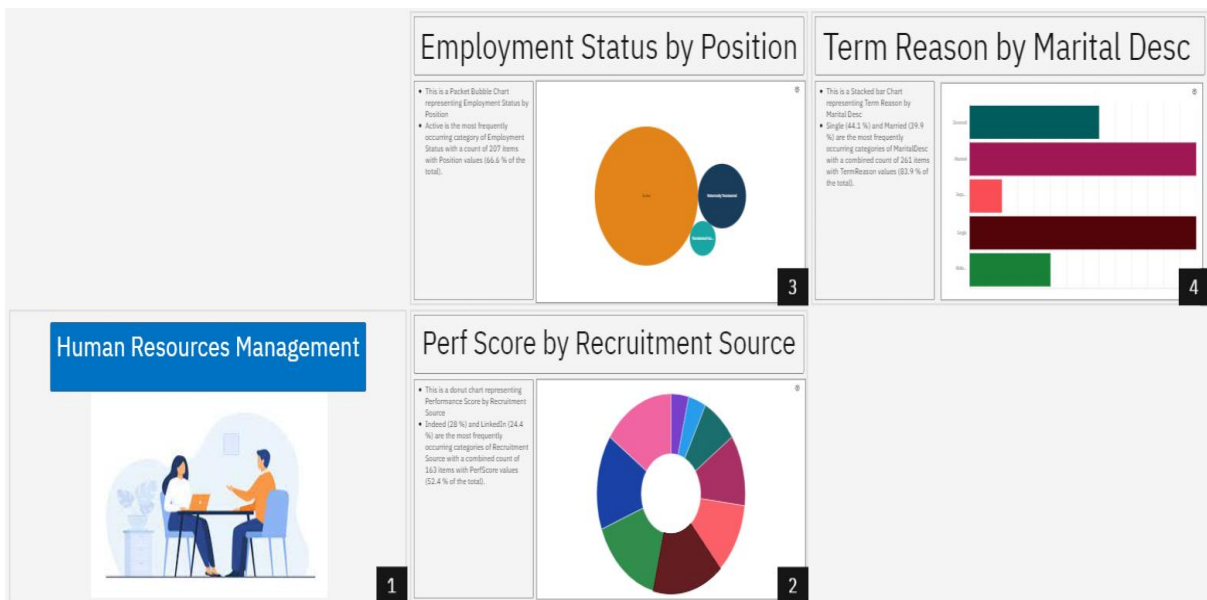 Employment Status by Position
• This is a Packet Bubble Chart
representing Employment Status by
Position
• Active is the most frequently
occurring category of Employment
Status with a count of 207 items
with Position values (66.6 % of the
total).
Active
Voluntarily Terminated
3
Term Reason by Marital Desc
• This is a Stacked bar Chart
representing Term Reason by
Marital Desc
• Single (44.1 %) and Married (39.9
%) are the most frequently
occurring categories of MaritalDesc
with a combined count of 261 items
with TermReason values (83.9 % of
the total).
Divorced
Married
Sepa...
Single
Wido...
4
Human Resources Management
1
Perf Score by Recruitment Source
• This is a donut chart representing
Performance Score by Recruitment
Source
• Indeed (28 %) and LinkedIn (24.4
%) are the most frequently
occurring categories of Recruitment
Source with a combined count of
163 items with PerfScore values
(52.4 % of the total).
2